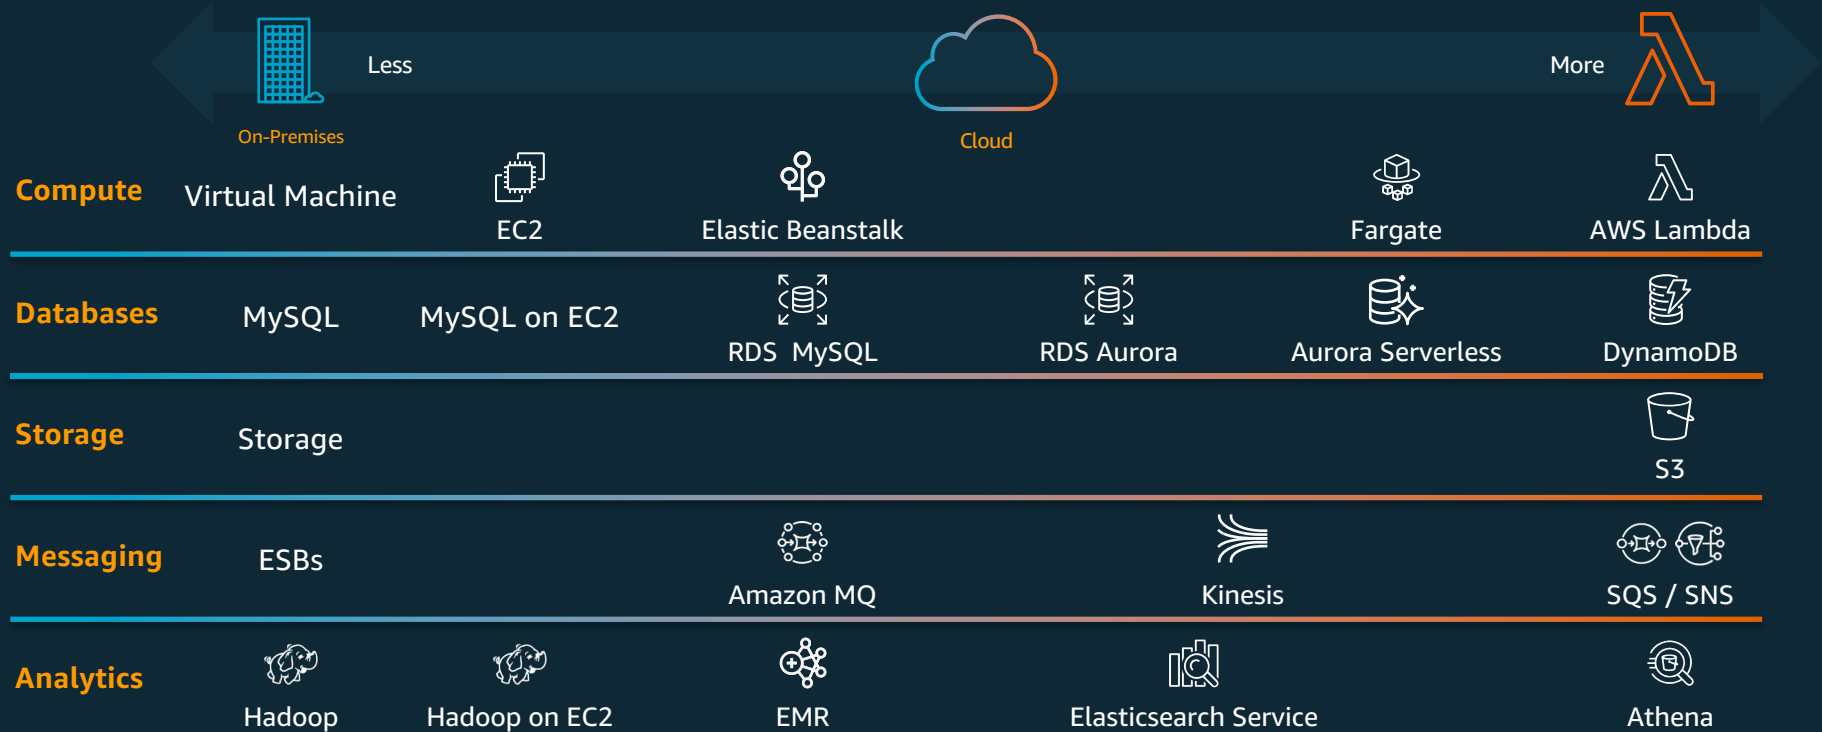 Less
More
On-Premises
Cloud
Compute
Virtual Machine
EC2
Elastic Beanstalk
Fargate
AWS Lambda
Databases
MySQL
MySQL on EC2
RDS MySQL
RDS Aurora
Aurora Serverless
DynamoDB
Storage
Storage
S3
Messaging
ESBs
Amazon MQ
Kinesis
SQS / SNS
Analytics
Hadoop
Hadoop on EC2
EMR
Elasticsearch Service
Athena